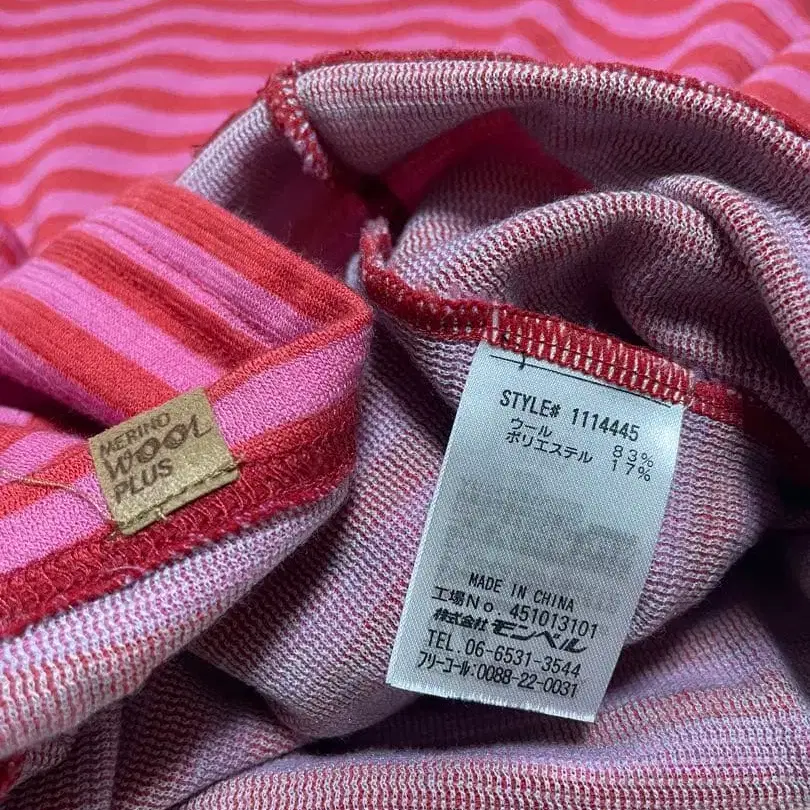 MERINO
WOOL
PLUS
STYLE# 1114445
ウール 83%
ポリエステル 17%
MADE IN CHINA
工場No. 451013101
株式会社 モンベル
TEL. 06-6531-3544
フリーコール:0088-22-0031